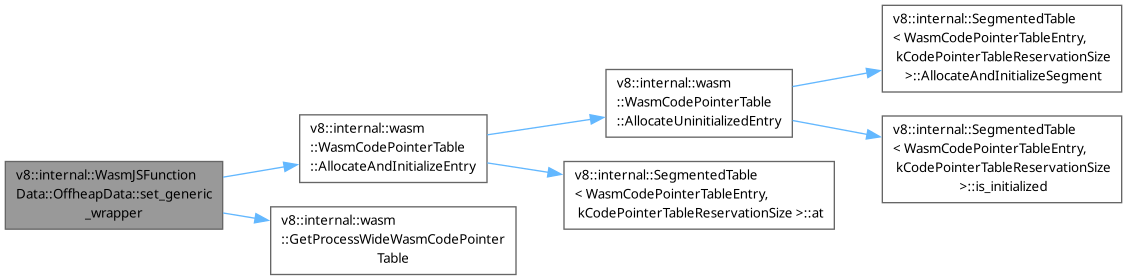 v8::internal::WasmJSFunction
Data::OffheapData::set_generic
_wrapper
v8::internal::wasm
::WasmCodePointerTable
::AllocateAndInitializeEntry
v8::internal::wasm
::GetProcessWideWasmCodePointer
Table
v8::internal::wasm
::WasmCodePointerTable
::AllocateUninitializedEntry
v8::internal::SegmentedTable
< WasmCodePointerTableEntry,
kCodePointerTableReservationSize >::at
v8::internal::SegmentedTable
< WasmCodePointerTableEntry,
kCodePointerTableReservationSize
>::AllocateAndInitializeSegment
v8::internal::SegmentedTable
< WasmCodePointerTableEntry,
kCodePointerTableReservationSize
>::is_initialized